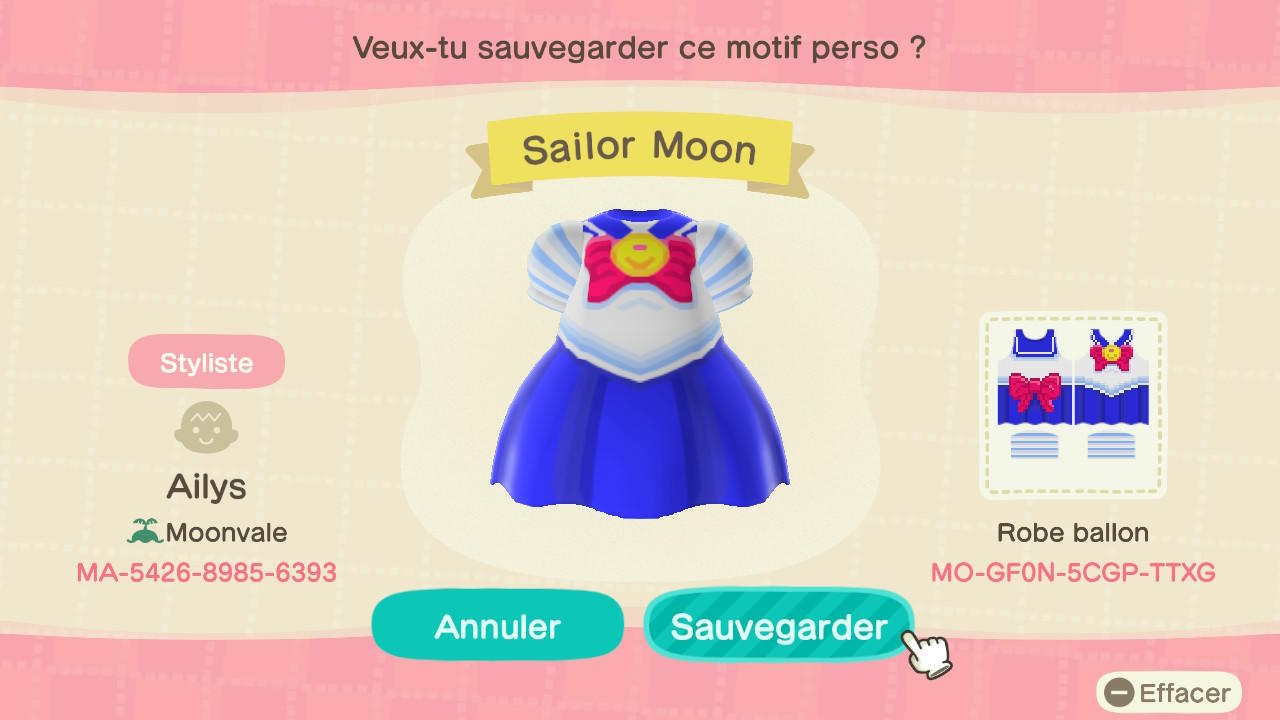 Veux-tu sauvegarder ce motif perso ?
Sailor Moon
Styliste
Ailys
Moonvale
MA-5426-8985-6393
Robe ballon
MO-GF0N-5CGP-TTXG
Annuler
Sauvegarder
Effacer